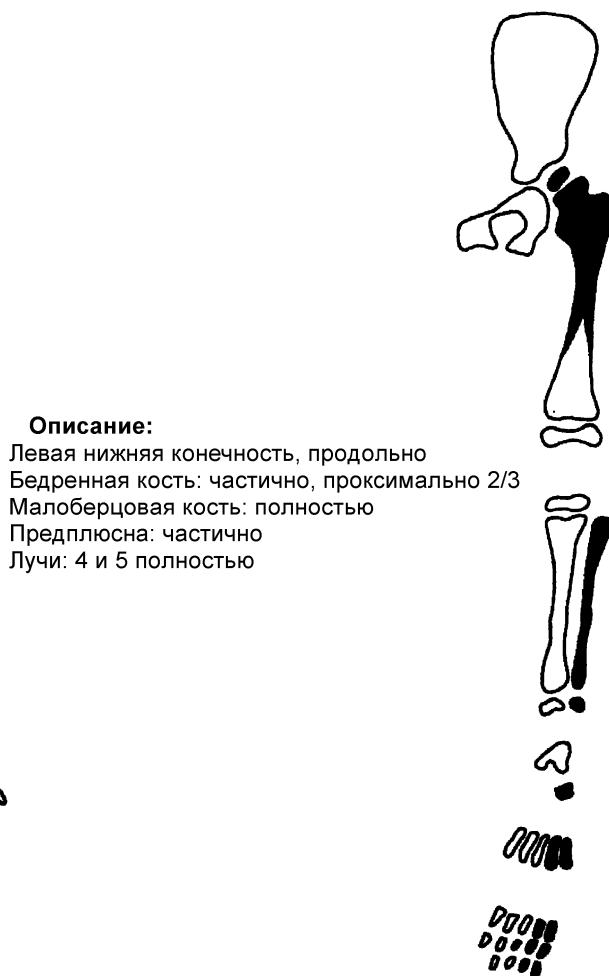 Описание:
Левая нижняя конечность, продольно
Бедренная кость: частично, проксимально 2/3
Малоберцовая кость: полностью
Предплюсна: частично
Лучи: 4 и 5 полностью